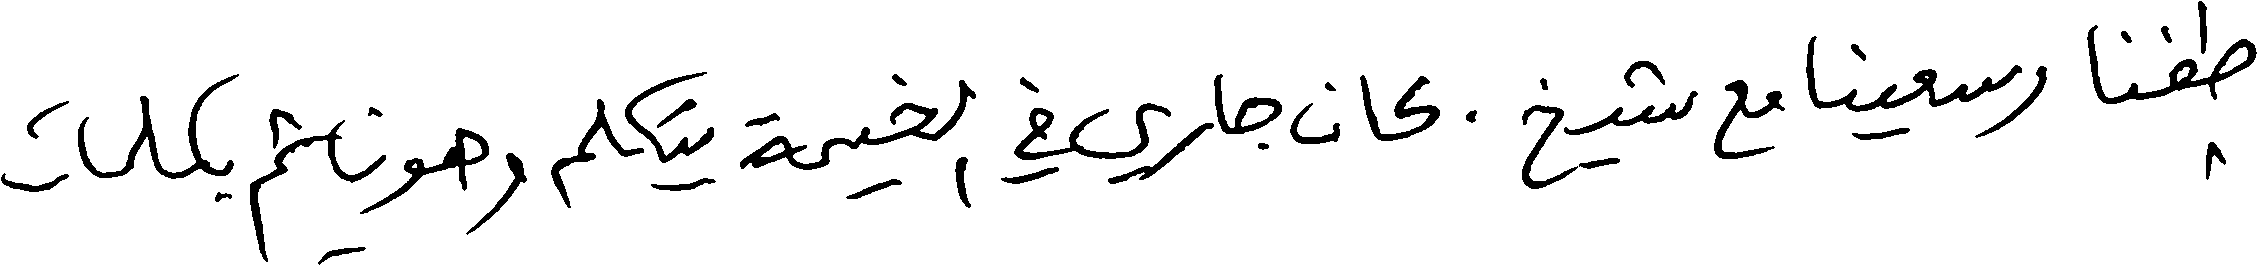 طفنا وسعينا مع شيخ . كان جاري في الخيمة يتكلم وهو نائم بكلمات